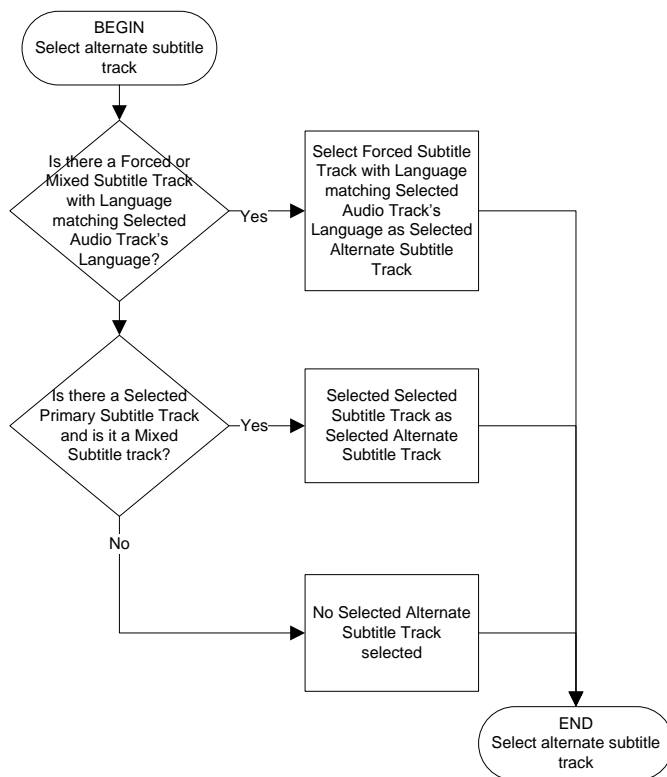 BEGIN
Select alternate subtitle
track
Is there a Forced or
Mixed Subtitle Track
with Language
matching Selected
Audio Track's
Language?
Yes
Select Forced Subtitle
Track with Language
matching Selected
Audio Track's
Language as Selected
Alternate Subtitle
Track
Is there a Selected
Primary Subtitle Track
and is it a Mixed
Subtitle track?
Yes
Selected Selected
Subtitle Track as
Selected Alternate
Subtitle Track
No
No Selected Alternate
Subtitle Track
selected
END
Select alternate subtitle
track